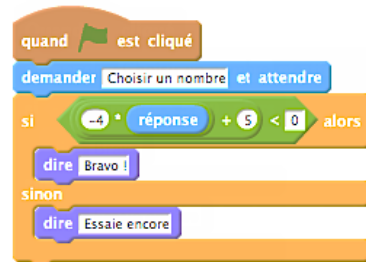 quand est cliqué
demander Choisir un nombre et attendre
si -4 * réponse + 5 < 0 alors
dire Bravo !
sinon
dire Essaie encore